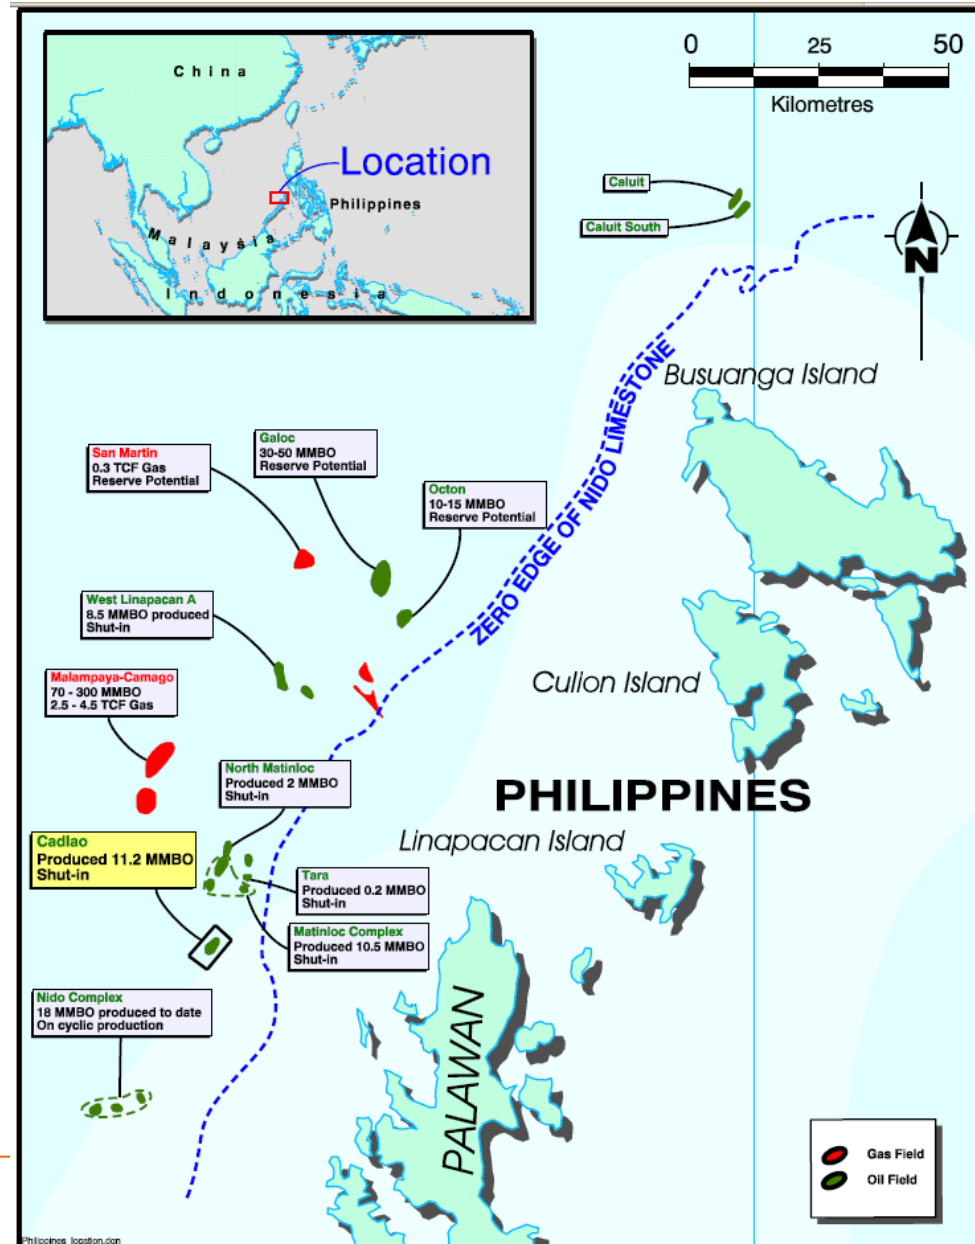 China
Location
Philippines
Malaysia
Indonesia
0 25 50
Kilometres
Caluit
Caluit South
N
Busuanga Island
ZERO EDGE OF NIDO LIMESTONE
San Martin
0.3 TCF Gas
Reserve Potential
Galoc
30-50 MMBO
Reserve Potential
Octon
10-15 MMBO
Reserve Potential
West Linapacan A
8.5 MMBO produced
Shut-in
Culion Island
Malampaya-Camago
70 - 300 MMBO
2.5 - 4.5 TCF Gas
North Matinloc
Produced 2 MMBO
Shut-in
PHILIPPINES
Linapacan Island
Cadlao
Produced 11.2 MMBO
Shut-in
Tara
Produced 0.2 MMBO
Shut-in
Matinloc Complex
Produced 10.5 MMBO
Shut-in
Nido Complex
18 MMBO produced to date
On cyclic production
PALAWAN
Gas Field
Oil Field
Philippines_location.dgn